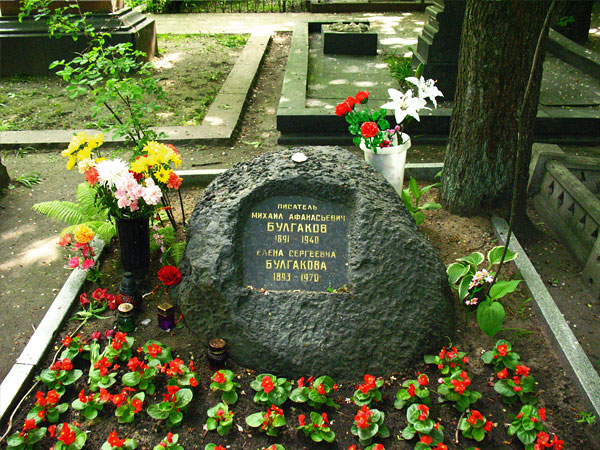 ПИСАТЕЛЬ
МИХАИЛ АФАНАСЬЕВИЧ
БУЛГАКОВ
1891 - 1940
ЕЛЕНА СЕРГЕЕВНА
БУЛГАКОВА
1893 - 1970